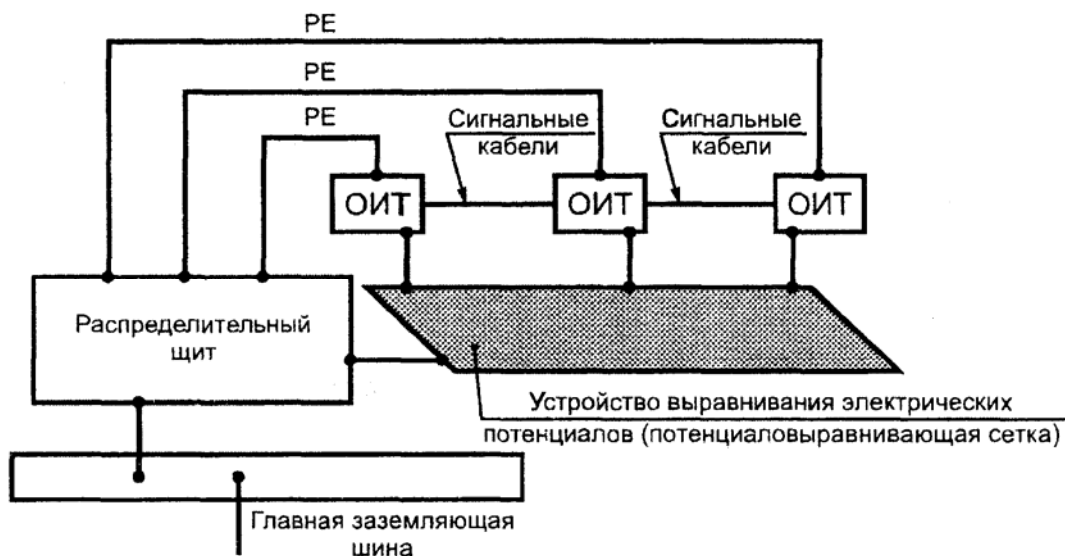 PE
PE
PE
Сигнальные
кабели
Сигнальные
кабели
ОИТ
ОИТ
ОИТ
Распределительный
щит
Устройство выравнивания электрических
потенциалов (потенциаловыравнивающая сетка)
Главная заземляющая
шина